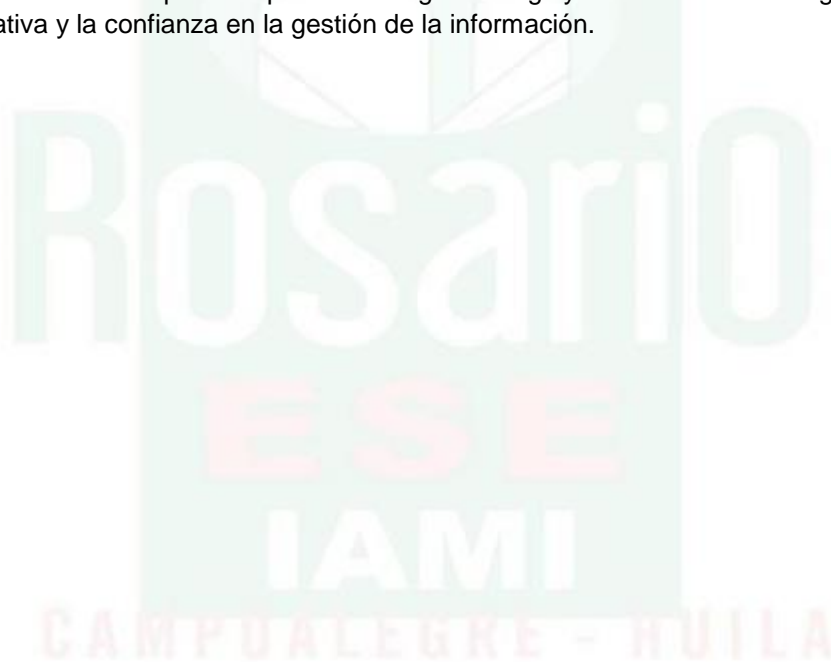 ativa y la confianza en la gestión de la información.
Rosario
ESE
IAMI
CAMPOALEGRE - HUILA